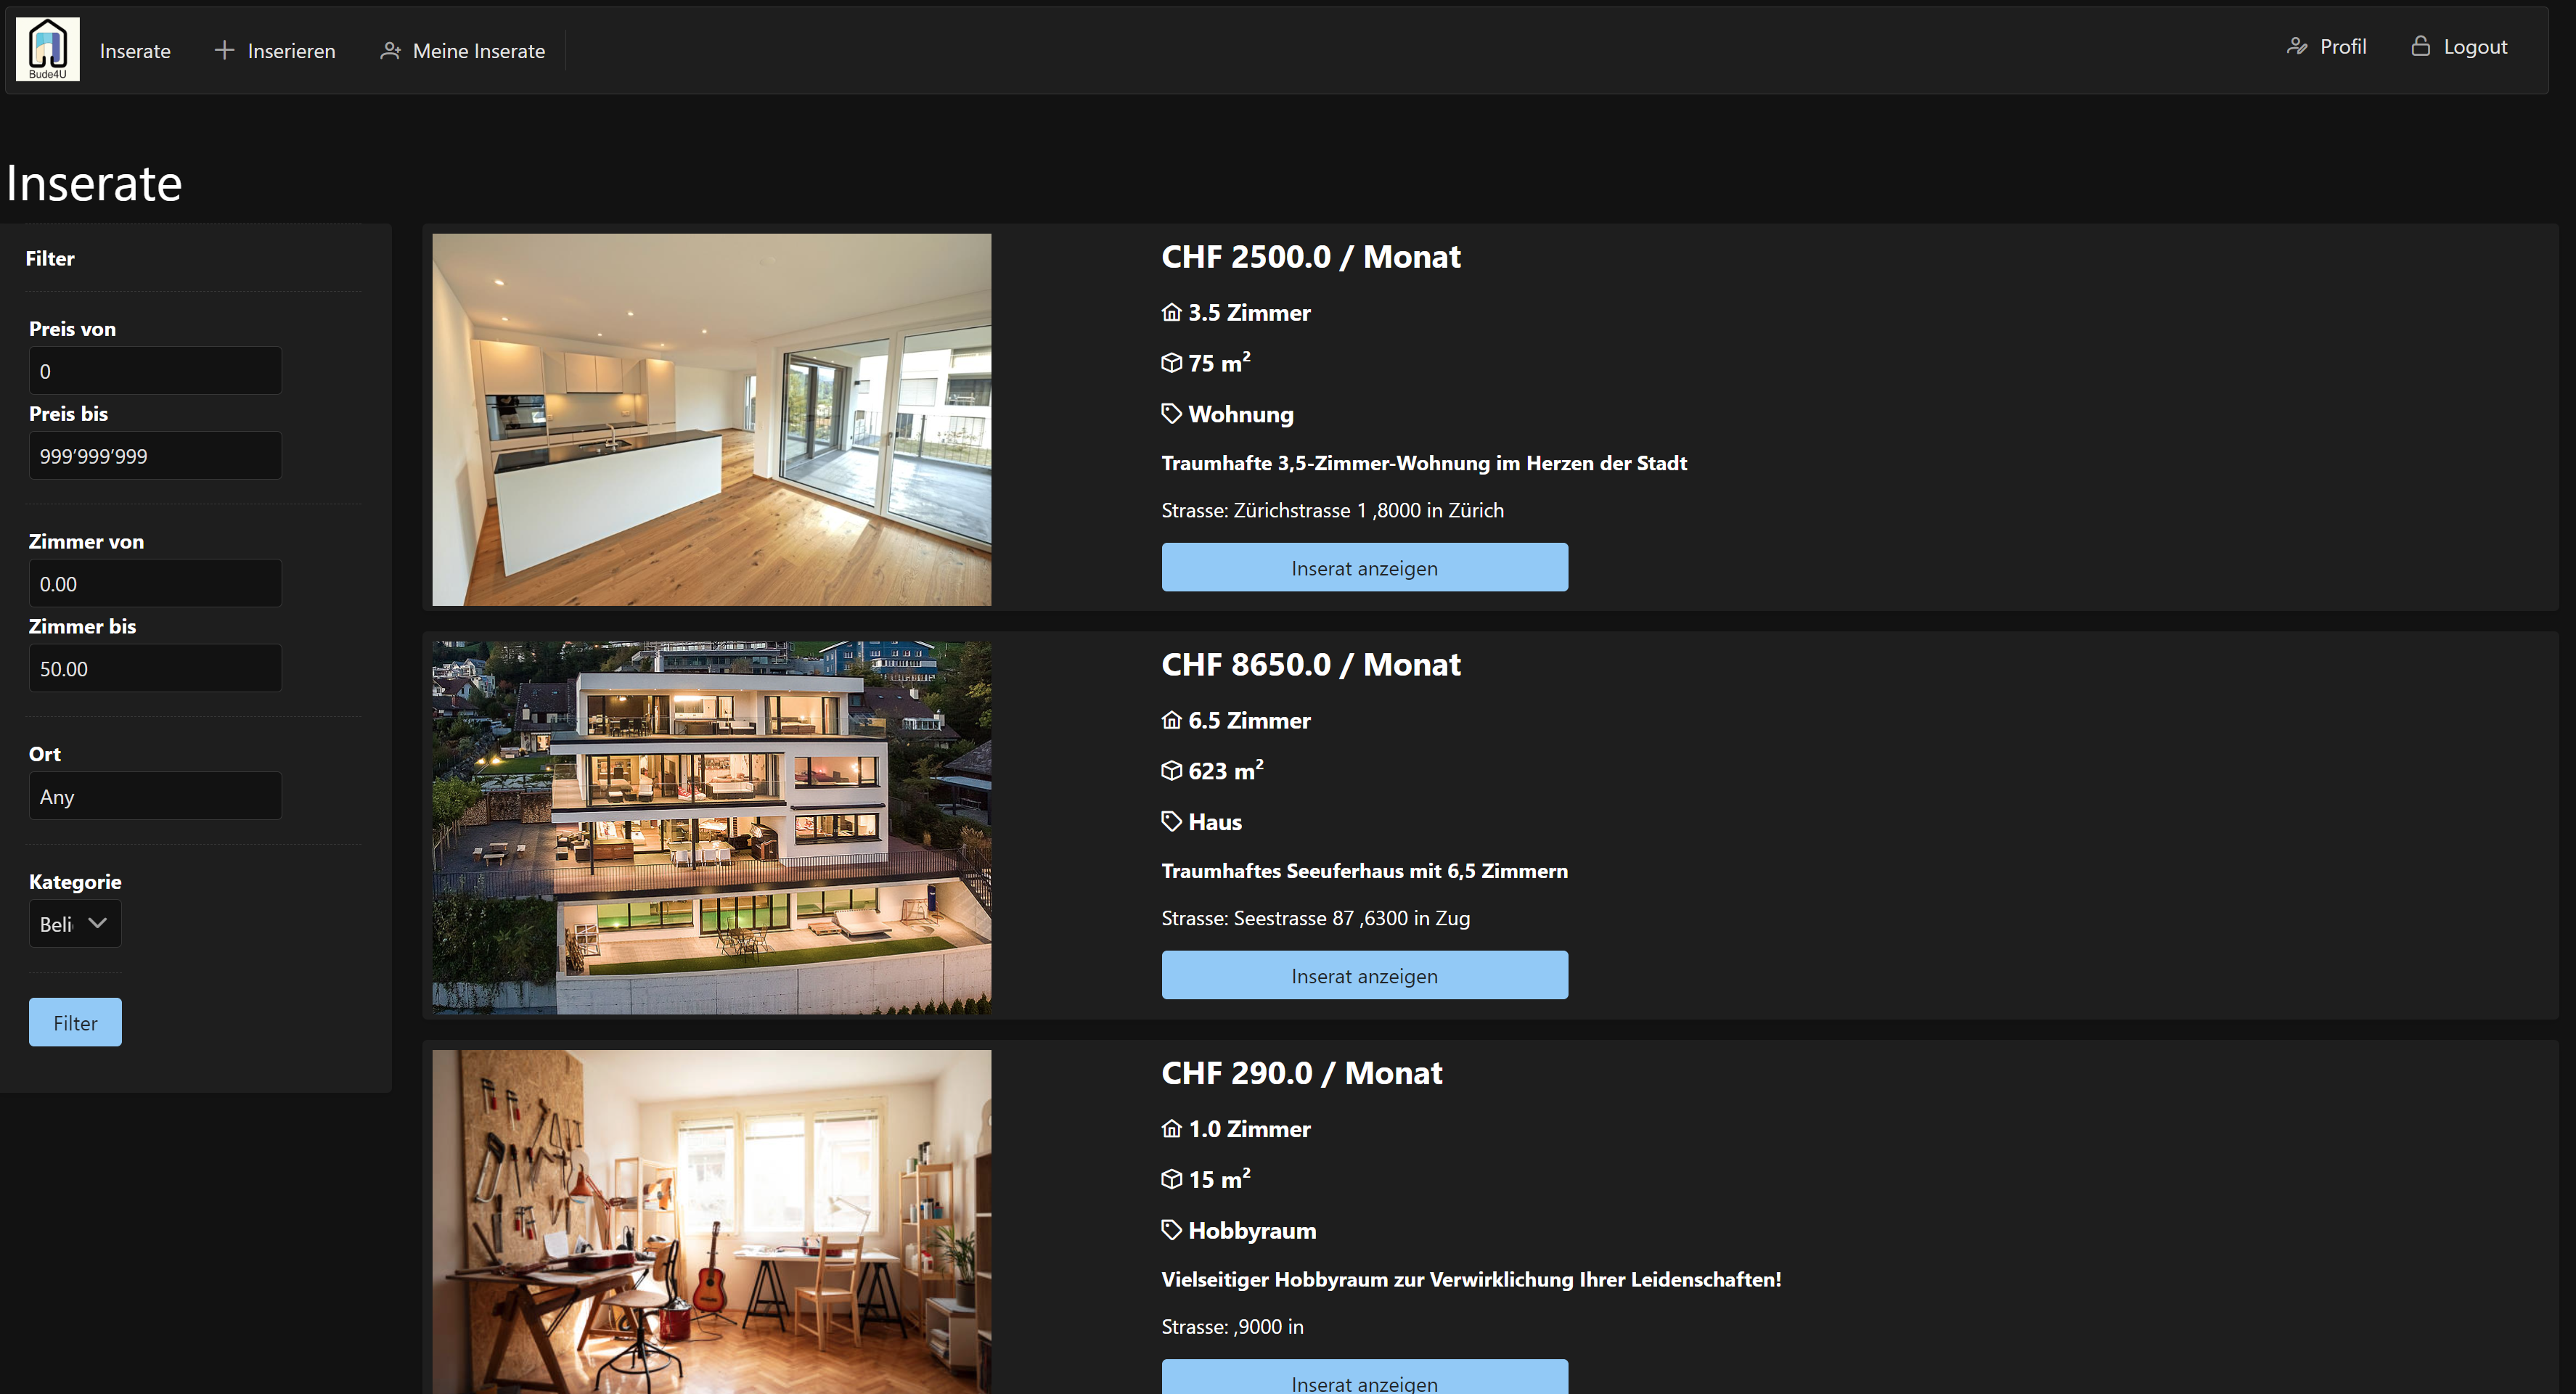 Bude4U
Inserate
Inserieren
Meine Inserate
Profil
Logout
Inserate
Filter
Preis von
0
Preis bis
999’999’999
Zimmer von
0.00
Zimmer bis
50.00
Ort
Any
Kategorie
Beli
Filter
CHF 2500.0 / Monat
3.5 Zimmer
75 m²
Wohnung
Traumhafte 3,5-Zimmer-Wohnung im Herzen der Stadt
Strasse: Zürichstrasse 1 ,8000 in Zürich
Inserat anzeigen
CHF 8650.0 / Monat
6.5 Zimmer
623 m²
Haus
Traumhaftes Seeuferhaus mit 6,5 Zimmern
Strasse: Seestrasse 87 ,6300 in Zug
Inserat anzeigen
CHF 290.0 / Monat
1.0 Zimmer
15 m²
Hobbyraum
Vielseitiger Hobbyraum zur Verwirklichung Ihrer Leidenschaften!
Strasse: ,9000 in
Inserat anzeigen